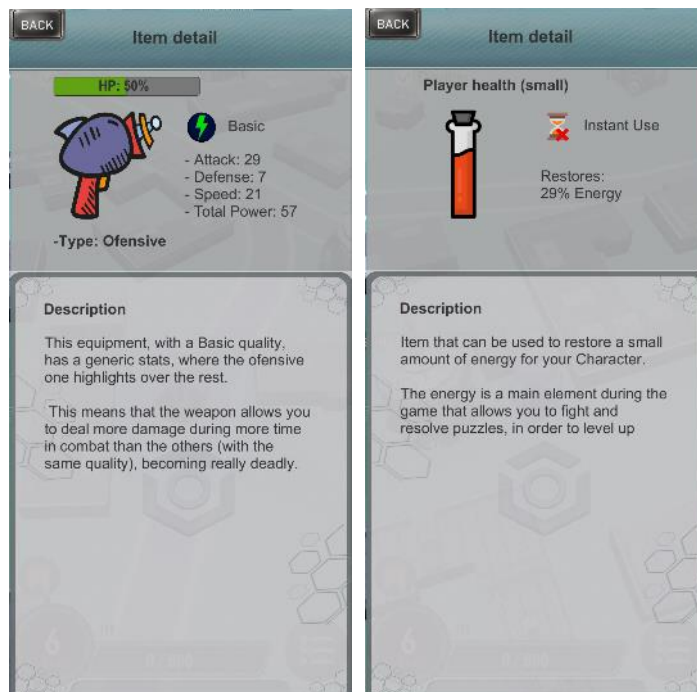 BACK
Item detail
HP: 50%
Basic
- Attack: 29
- Defense: 7
- Speed: 21
- Total Power: 57
-Type: Ofensive
Description
This equipment, with a Basic quality,
has a generic stats, where the ofensive
one highlights over the rest.
This means that the weapon allows you
to deal more damage during more time
in combat than the others (with the
same quality), becoming really deadly.
BACK
Item detail
Player health (small)
Instant Use
Restores:
29% Energy
Description
Item that can be used to restore a small
amount of energy for your Character.
The energy is a main element during the
game that allows you to fight and
resolve puzzles, in order to level up